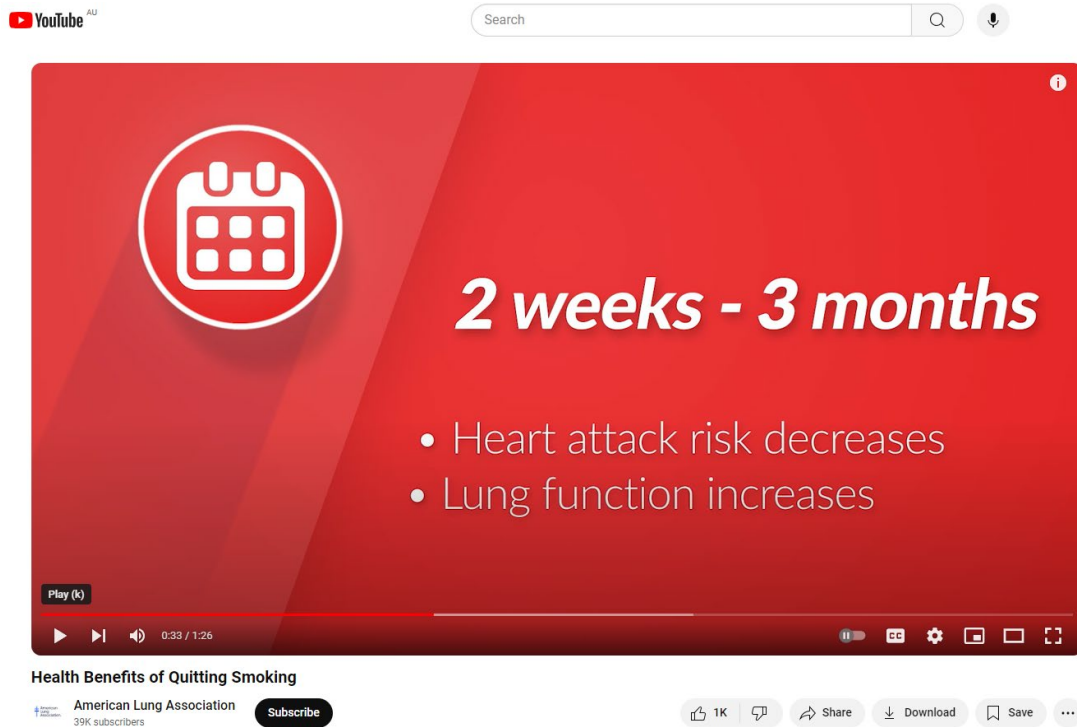 YouTube AU
Search
2 weeks - 3 months
• Heart attack risk decreases
• Lung function increases
Play (k)
0:33 / 1:26
CC
Health Benefits of Quitting Smoking
American Lung Association
39K subscribers
Subscribe
1K
Share
Download
Save